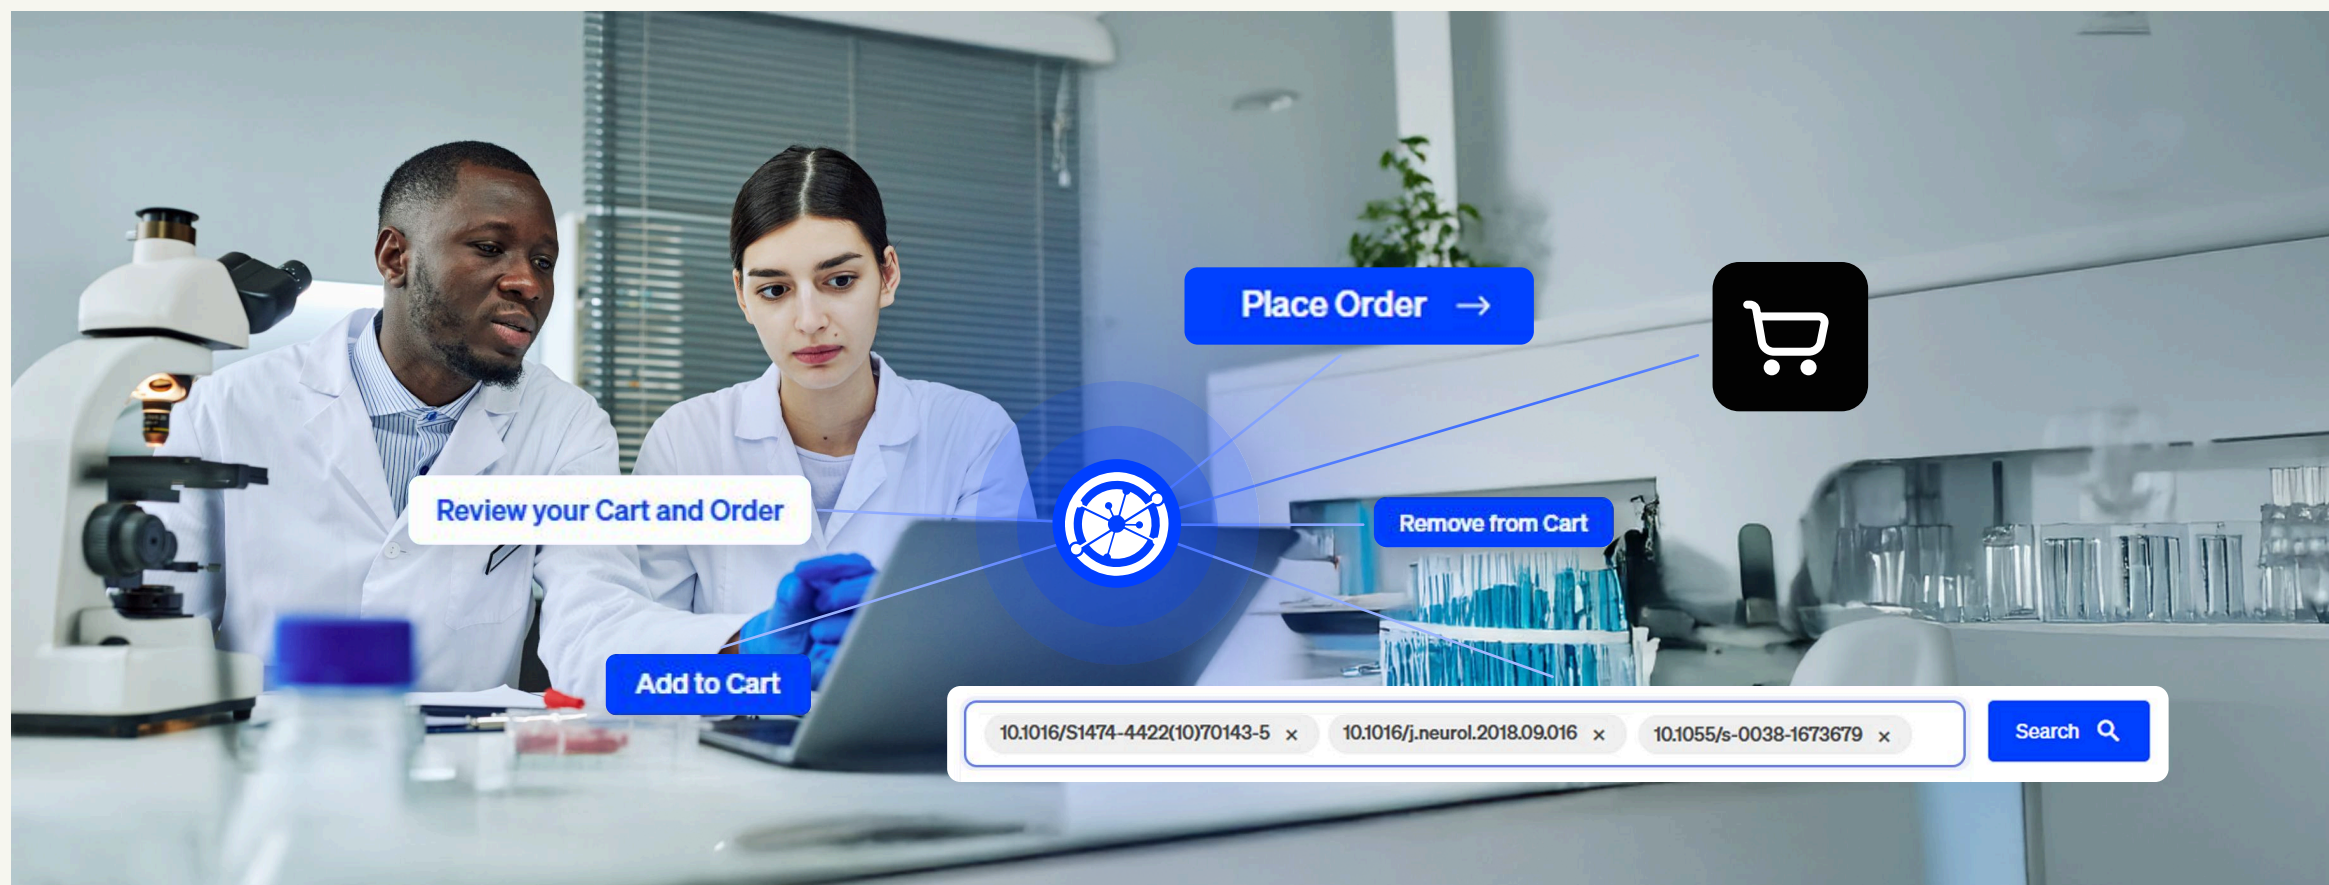 Place Order
Review your Cart and Order
Remove from Cart
Add to Cart
10.1016/S1474-4422(10)70143-5 × 10.1016/j.neurol.2018.09.016 × 10.1055/s-0038-1673679 × Search